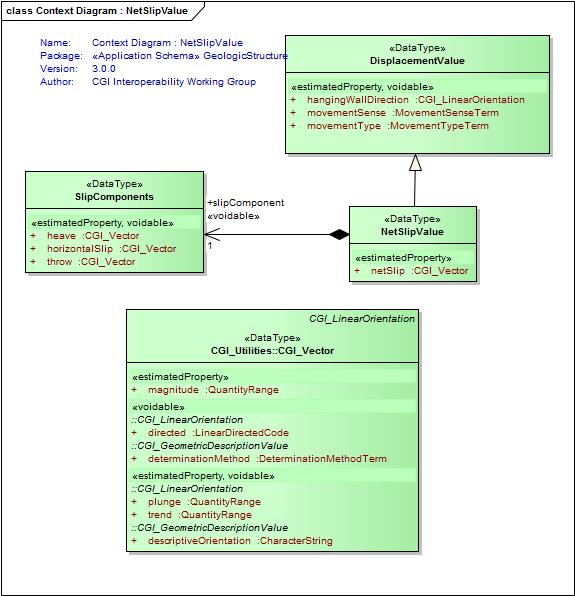 class Context Diagram : NetSlipValue
Name: Context Diagram : NetSlipValue
Package: «Application Schema» GeologicStructure
Version: 3.0.0
Author: CGI Interoperability Working Group
«DataType»
DisplacementValue
«estimatedProperty, voidable»
+ hangingWallDirection :CGI_LinearOrientation
+ movementSense :MovementSenseTerm
+ movementType :MovementTypeTerm
«DataType»
SlipComponents
«estimatedProperty, voidable»
+ heave :CGI_Vector
+ horizontalSlip :CGI_Vector
+ throw :CGI_Vector
+slipComponent
«voidable»
1
«DataType»
NetSlipValue
«estimatedProperty»
+ netSlip :CGI_Vector
CGI_LinearOrientation
«DataType»
CGI_Utilities::CGI_Vector
«estimatedProperty»
+ magnitude :QuantityRange
«voidable»
::CGI_LinearOrientation
+ directed :LinearDirectedCode
::CGI_GeometricDescriptionValue
+ determinationMethod :DeterminationMethodTerm
«estimatedProperty, voidable»
::CGI_LinearOrientation
+ plunge :QuantityRange
+ trend :QuantityRange
::CGI_GeometricDescriptionValue
+ descriptiveOrientation :CharacterString